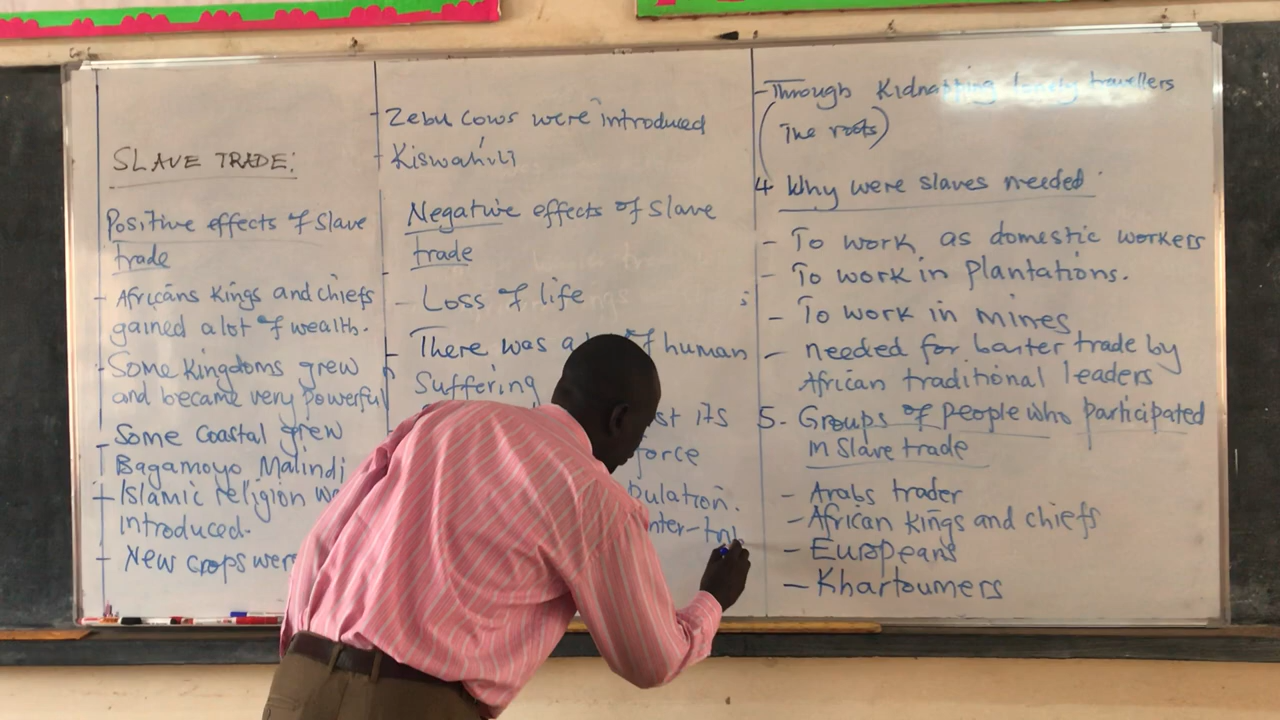 SLAVE TRADE:
Positive effects of Slave
trade
- Africans Kings and chiefs
gained a lot of wealth.
- Some Kingdoms grew
and became very Powerful
- Some Coastal grew
Bagamoyo Malindi
- Islamic religion
introduced.
- New crops were
- Zebu Cows were introduced
- Kiswahili
Negative effects of Slave
trade
- Loss of life
- There was a of human
Suffering
its
force
- Through Kidnapping lonely travellers
(The roots)
4 Why were slaves needed
- To work as domestic workers
- To work in Plantations.
- To work in mines
- needed for barter trade by
African traditional leaders
5. Groups of people who participated
in Slave trade
- Arabs trader
- African kings and chiefs
- Europeans
- Khartoumers